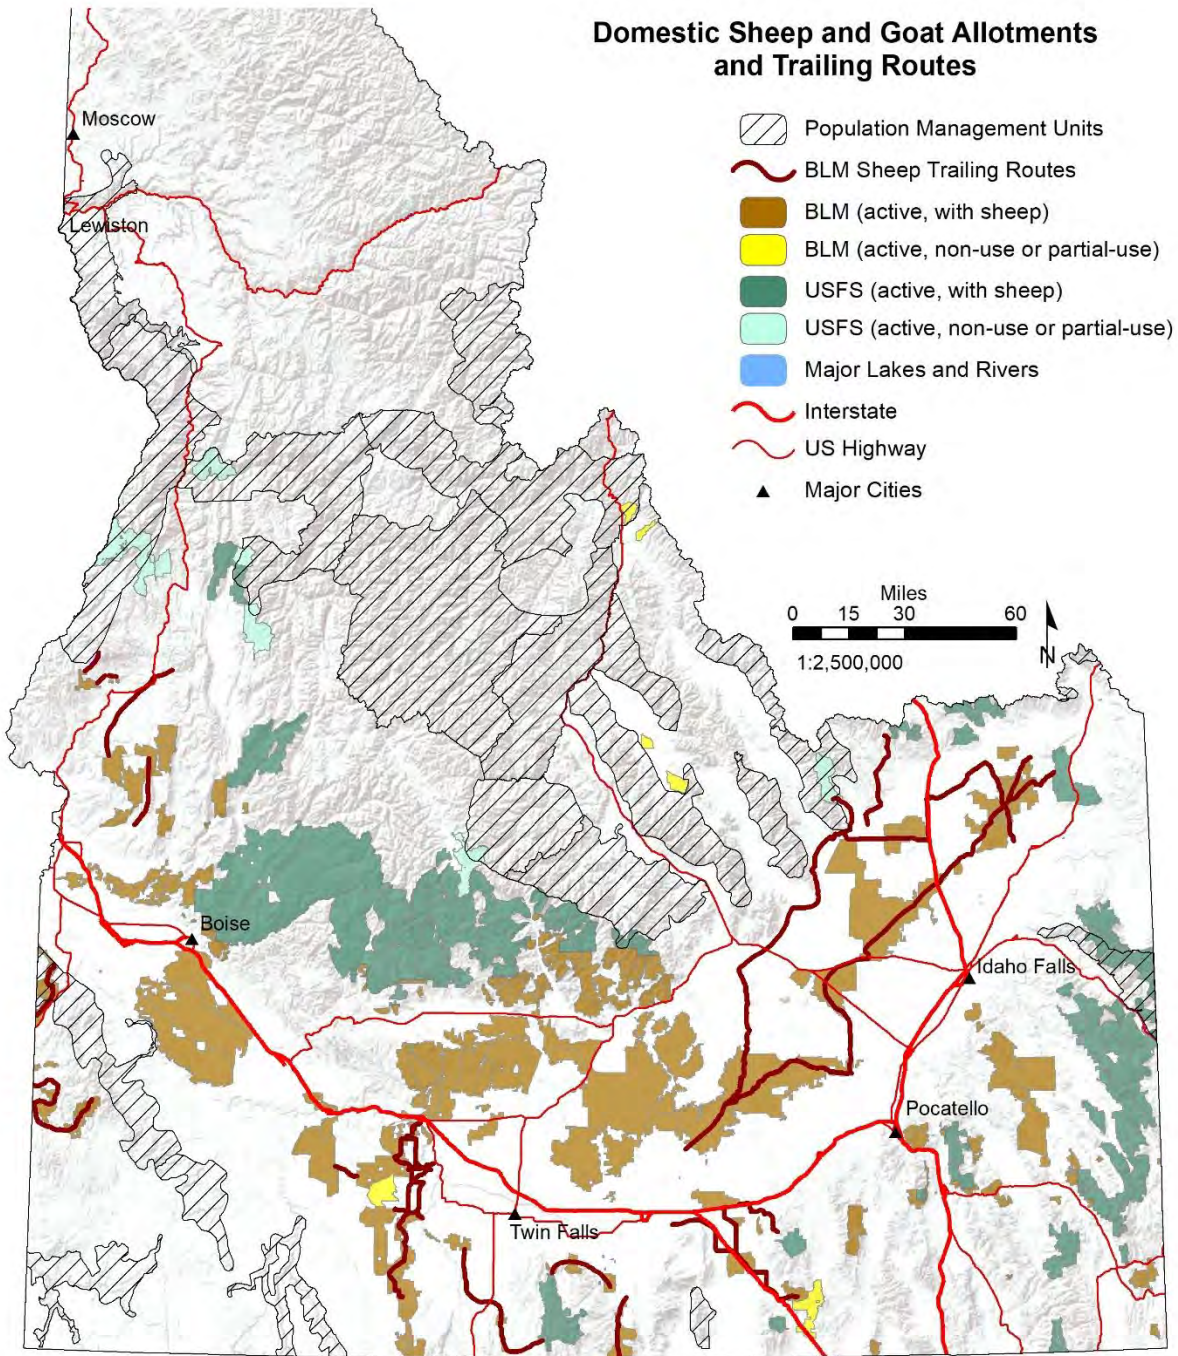 Domestic Sheep and Goat Allotments
and Trailing Routes
Population Management Units
BLM Sheep Trailing Routes
BLM (active, with sheep)
BLM (active, non-use or partial-use)
USFS (active, with sheep)
USFS (active, non-use or partial-use)
Major Lakes and Rivers
Interstate
US Highway
Major Cities
Moscow
Lewiston
Miles
0 15 30 60
1:2,500,000
N
Boise
Idaho Falls
Pocatello
Twin Falls